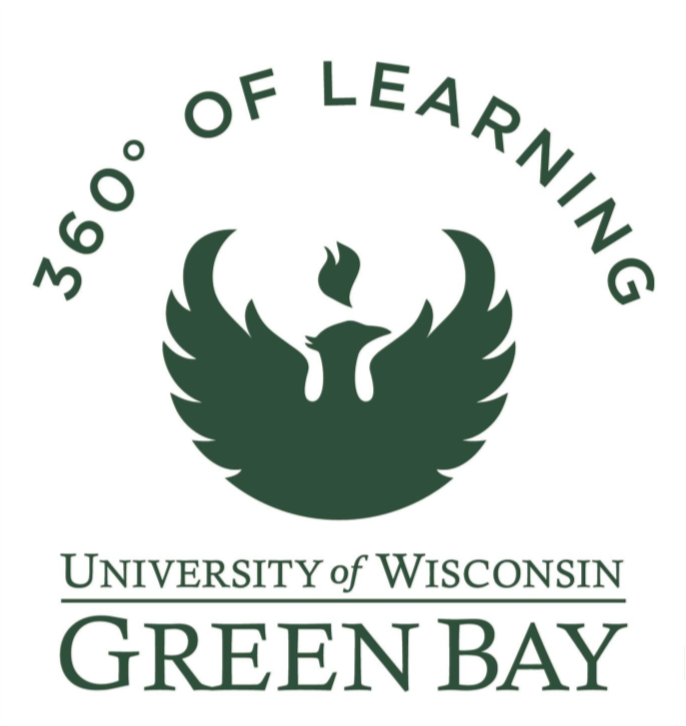 360° OF LEARNING
UNIVERSITY of WISCONSIN
GREEN BAY